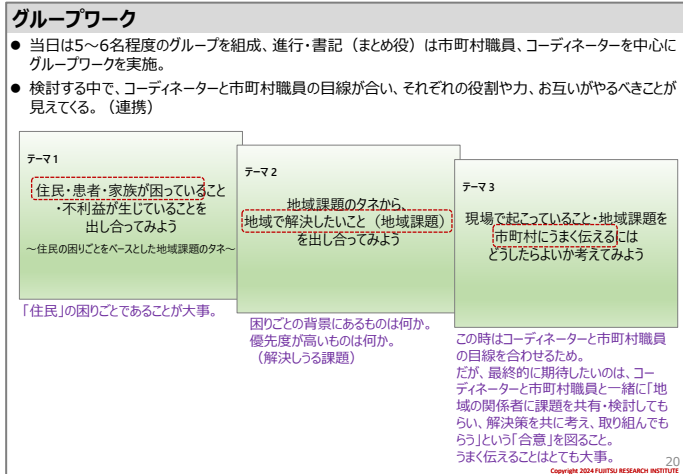 グループワーク
● 当日は5～6名程度のグループを組成、進行・書記（まとめ役）は市町村職員、コーディネーターを中心に
グループワークを実施。
● 検討する中で、コーディネーターと市町村職員の目線が合い、それぞれの役割や力、お互いがやるべきことが
見えてくる。（連携）
テーマ1
住民・患者・家族が困っていること
・不利益が生じていることを
出し合ってみよう
～住民の困りごとをベースとした地域課題のタネ～
「住民」の困りごとであることが大事。
テーマ2
地域課題のタネから、
地域で解決したいこと（地域課題）
を出し合ってみよう
困りごとの背景にあるものは何か。
優先度が高いものは何か。
（解決しうる課題）
テーマ3
現場で起こっていること・地域課題を
市町村にうまく伝えるには
どうしたらよいか考えてみよう
この時はコーディネーターと市町村職員
の目線を合わせるため。
だが、最終的に期待したいのは、コー
ディネーターと市町村職員と一緒に「地
域の関係者に課題を共有・検討しても
らい、解決策を共に考え、取り組んでも
らう」という「合意」を図ること。
うまく伝えることはとても大事。
20
Copyright 2024 FUJITSU RESEARCH INSTITUTE